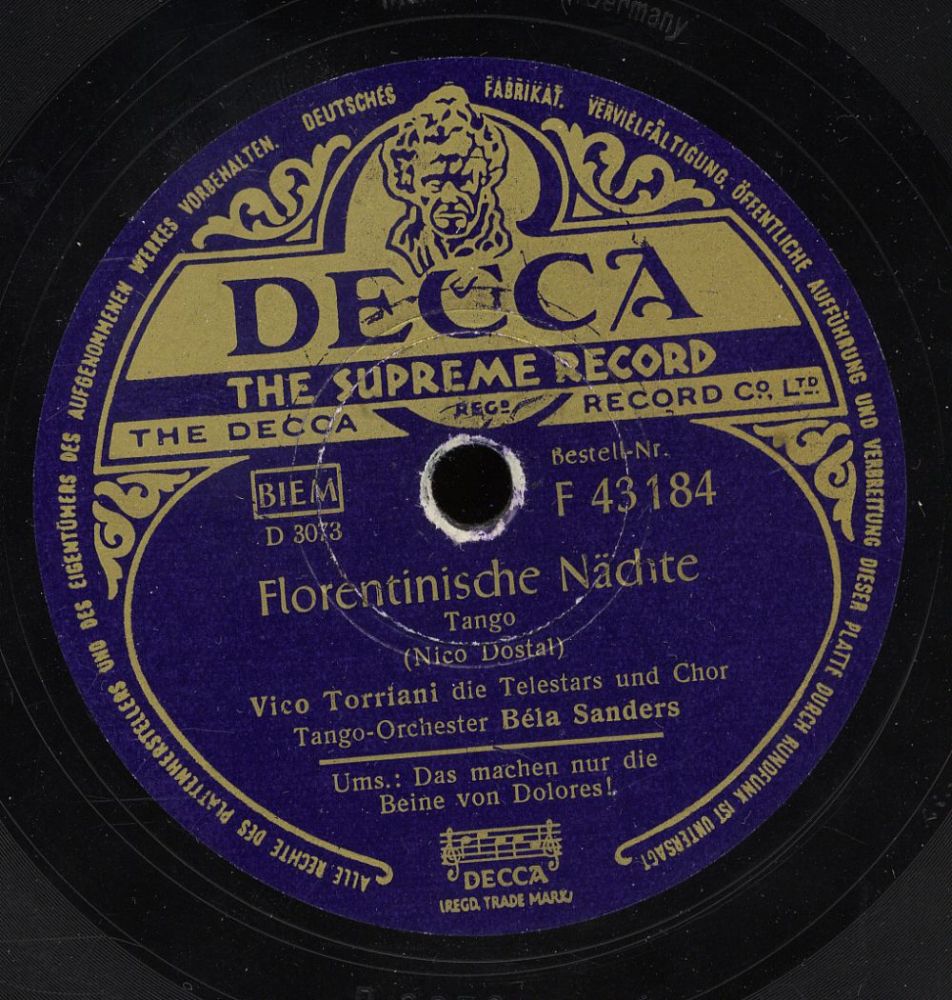 Germany
ALLE RECHTE DES PLATTENHERSTELLERS UND DES EIGENTÜMERS DES AUFGENOMMENEN WERKES VORBEHALTEN. DEUTSCHES FABRIKAT. VERVIELFÄLTIGUNG, ÖFFENTLICHE AUFFÜHRUNG UND VERBREITUNG DIESER PLATTE DURCH RUNDFUNK IST UNTERSAGT
DECCA
THE SUPREME RECORD
THE DECCA REGD RECORD CO., LTD.
BIEM
D 3073
Bestell-Nr.
F 43184
Florentinische Nächte
Tango
(Nico Dostal)
Vico Torriani die Telestars und Chor
Tango-Orchester Béla Sanders
Ums.: Das machen nur die
Beine von Dolores!
DECCA
(REGD. TRADE MARK)